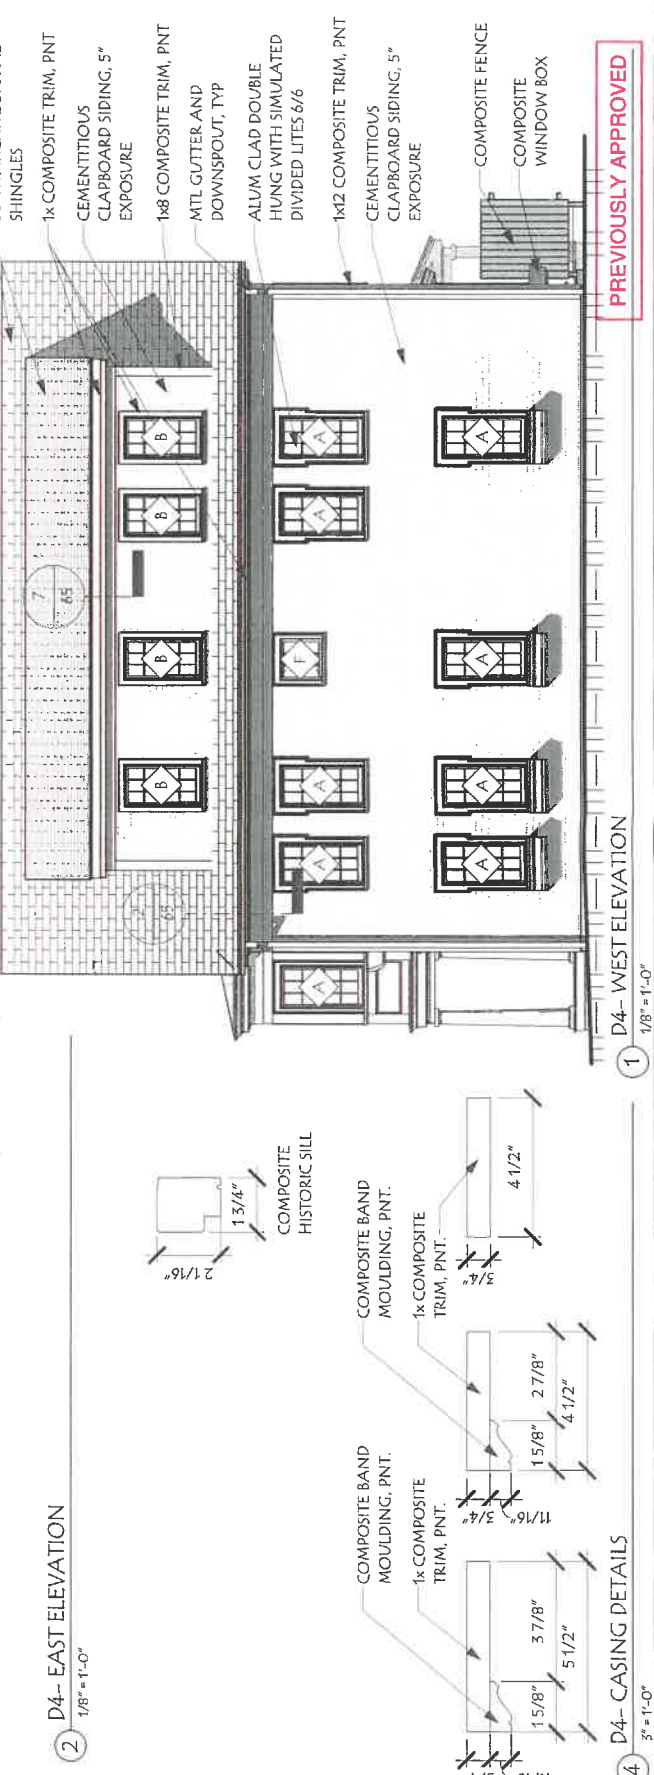 SHINGLES
1x COMPOSITE TRIM, PNT
CEMENTITIOUS
CLAPBOARD SIDING, 5"
EXPOSURE
1x8 COMPOSITE TRIM, PNT
MTL GUTTER AND
DOWNSPOUT, TYP
ALUM CLAD DOUBLE
HUNG WITH SIMULATED
DIVIDED LITES 6/6
1x12 COMPOSITE TRIM, PNT
CEMENTITIOUS
CLAPBOARD SIDING, 5"
EXPOSURE
COMPOSITE FENCE
COMPOSITE
WINDOW BOX
PREVIOUSLY APPROVED
7
65
2
65
B
B
B
B
A
A
A
F
A
A
A
A
A
A
A
1
D4- WEST ELEVATION
1/8" = 1'-0"
2
D4- EAST ELEVATION
1/8" = 1'-0"
2 1/16"
1 3/4"
COMPOSITE
HISTORIC SILL
COMPOSITE BAND
MOULDING, PNT.
1x COMPOSITE
TRIM, PNT.
3/4"
1 5/8"
3 7/8"
5 1/2"
COMPOSITE BAND
MOULDING, PNT.
1x COMPOSITE
TRIM, PNT.
3/4"
11/16"
1 5/8"
2 7/8"
4 1/2"
3/4"
4 1/2"
4
D4- CASING DETAILS
3" = 1'-0"